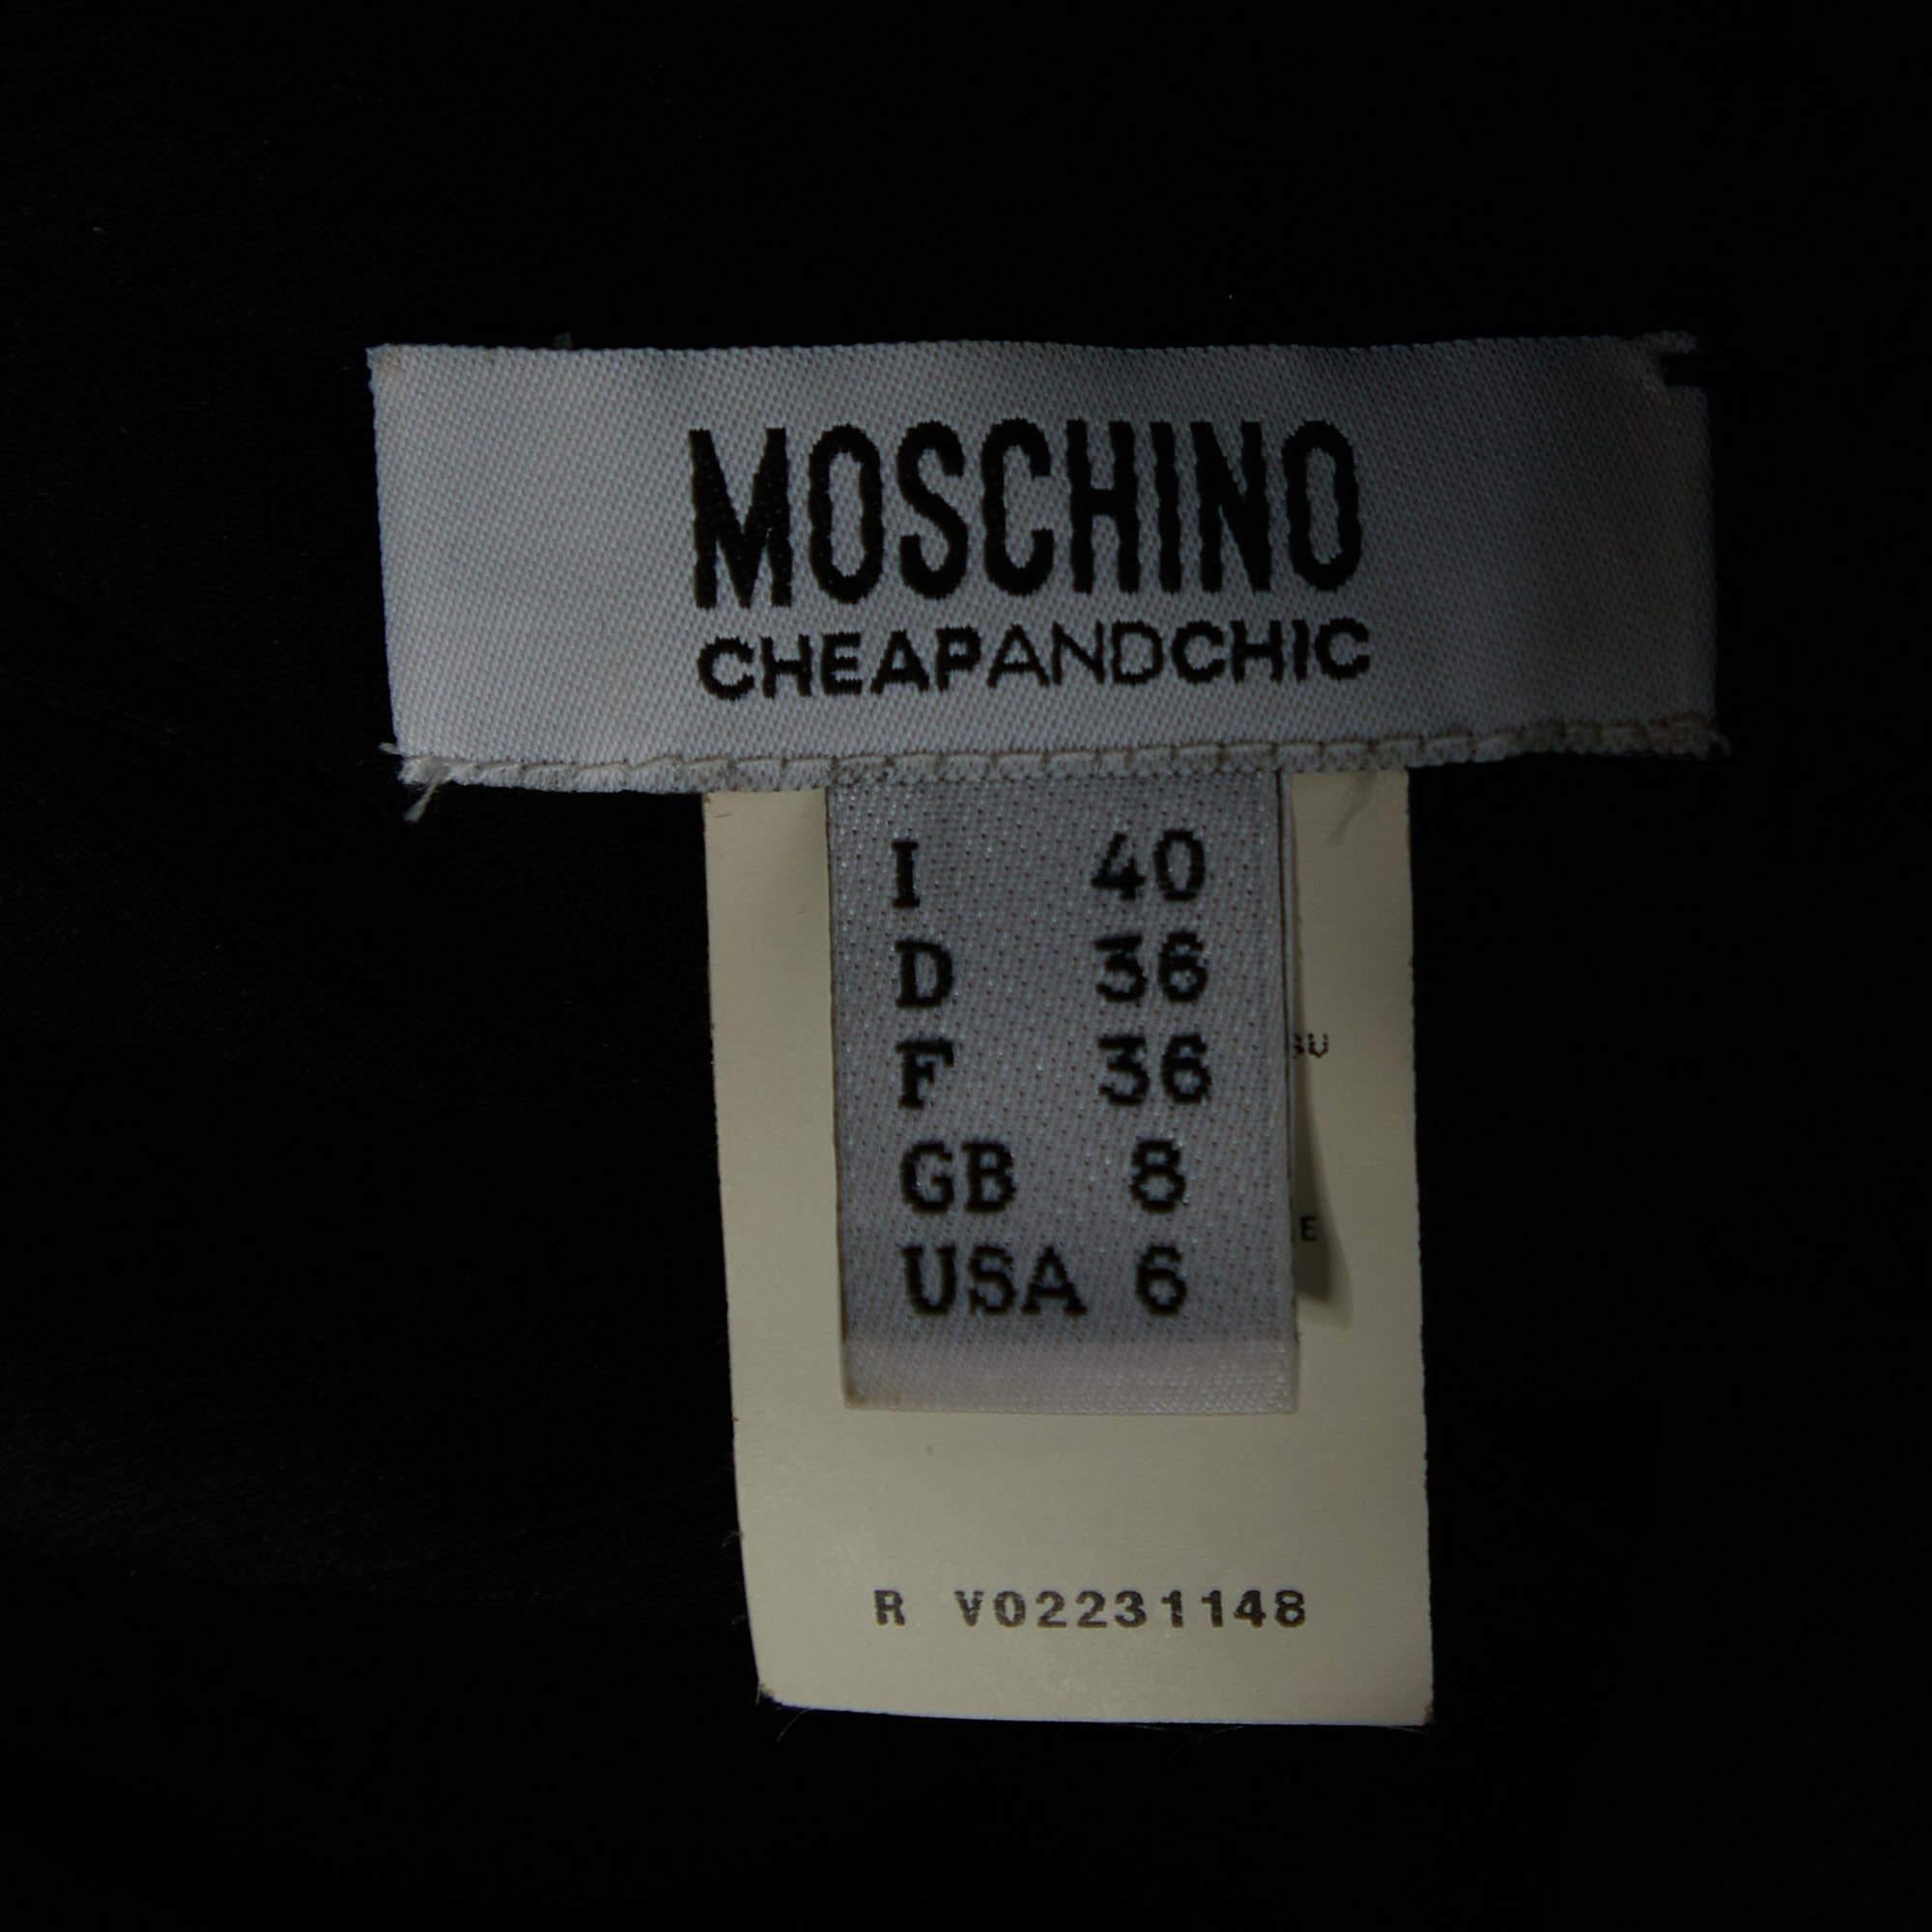 MOSCHINO
CHEAPANDCHIC
I 40
D 36
F 36
GB 8
USA 6
R V02231148